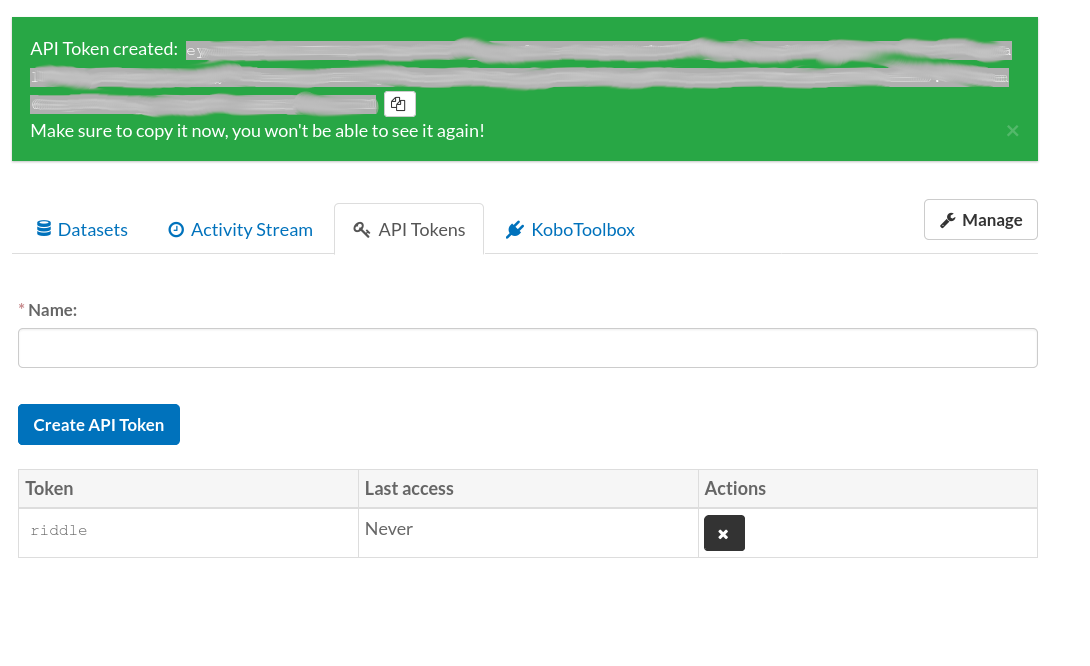 API Token created: ey
Make sure to copy it now, you won't be able to see it again!
Datasets
Activity Stream
API Tokens
KoboToolbox
Manage
* Name:
Create API Token
Token Last access Actions
riddle Never